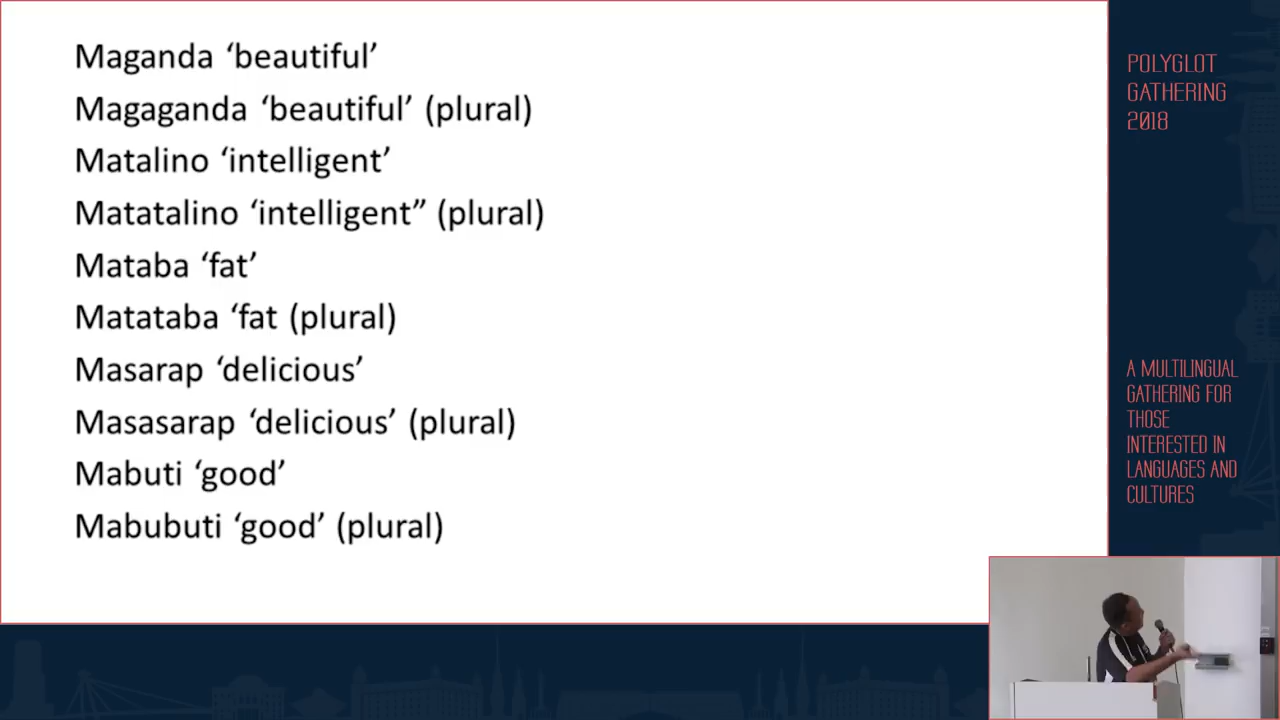 Maganda ‘beautiful’
Magaganda ‘beautiful’ (plural)
Matalino ‘intelligent’
Matatalino ‘intelligent” (plural)
Mataba ‘fat’
Matataba ‘fat (plural)
Masarap ‘delicious’
Masasarap ‘delicious’ (plural)
Mabuti ‘good’
Mabubuti ‘good’ (plural)
POLYGLOT
GATHERING
2018
A MULTILINGUAL
GATHERING FOR
THOSE
INTERESTED IN
LANGUAGES AND
CULTURES